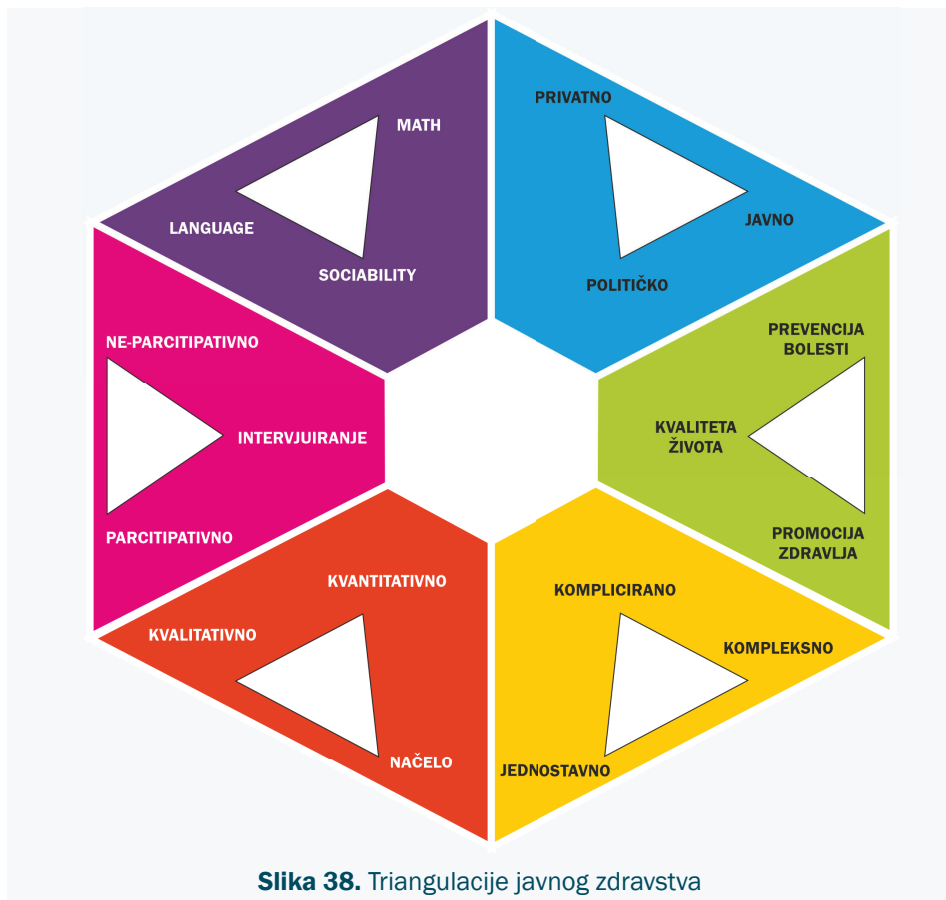 MATH
LANGUAGE
SOCIABILITY
PRIVATNO
JAVNO
POLITIČKO
PREVENCIJA
BOLESTI
KVALITETA
ŽIVOTA
PROMOCIJA
ZDRAVLJA
KOMPLICIRANO
KOMPLEKSNO
JEDNOSTAVNO
KVANTITATIVNO
KVALITATIVNO
NAČELO
NE-PARCITIPATIVNO
INTERVJUIRANJE
PARCITIPATIVNO
Slika 38. Triangulacije javnog zdravstva